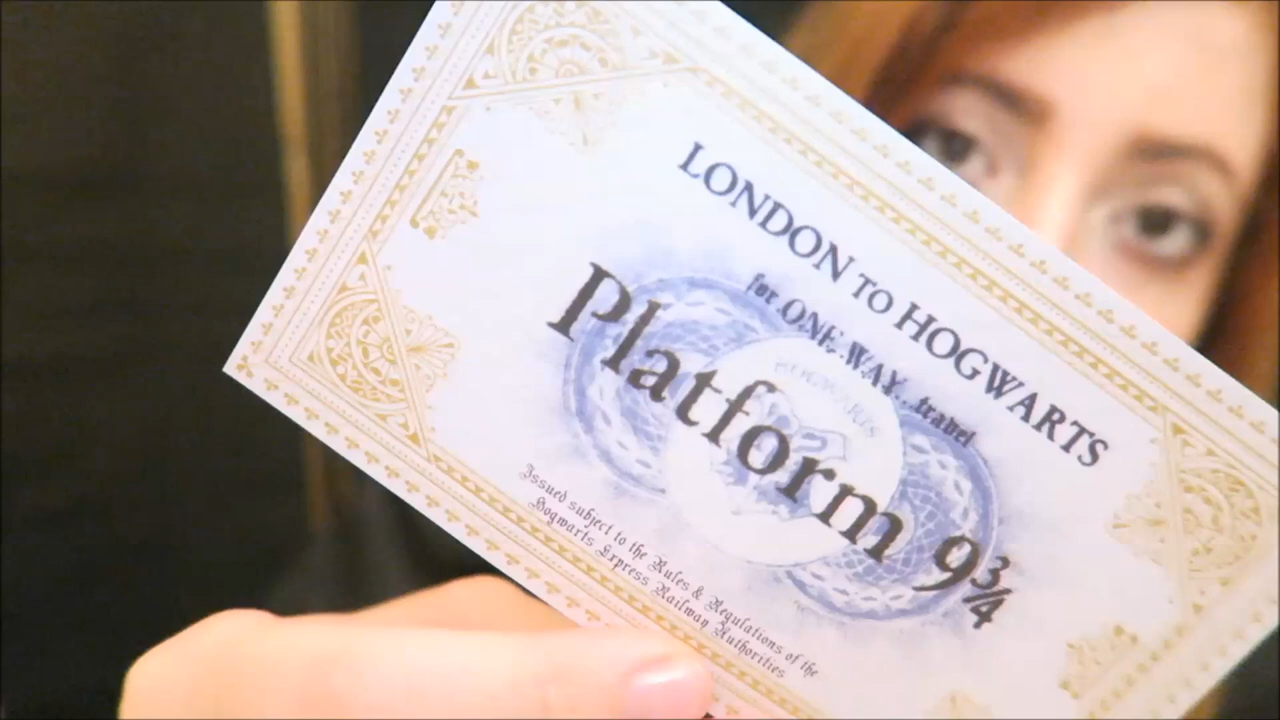 LONDON TO HOGWARTS
for ONE WAY...travel
HOGWARTS
Platform 9¾
Issued subject to the Rules & Regulations of the
Hogwarts Express Railway Authorities